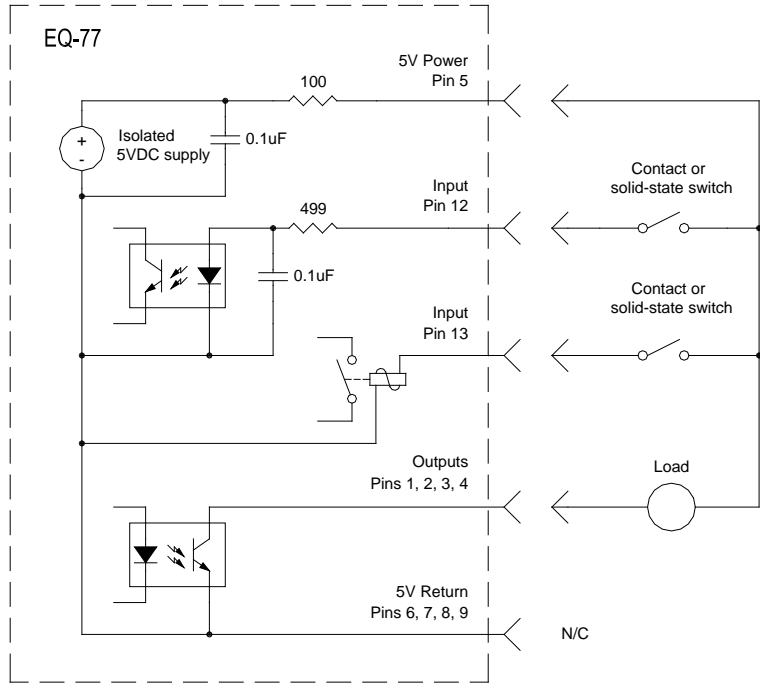 EQ-77
5V Power
Pin 5
100
+
-
Isolated
5VDC supply
0.1uF
Contact or
solid-state switch
Input
Pin 12
499
0.1uF
Contact or
solid-state switch
Input
Pin 13
Outputs
Pins 1, 2, 3, 4
Load
5V Return
Pins 6, 7, 8, 9
N/C